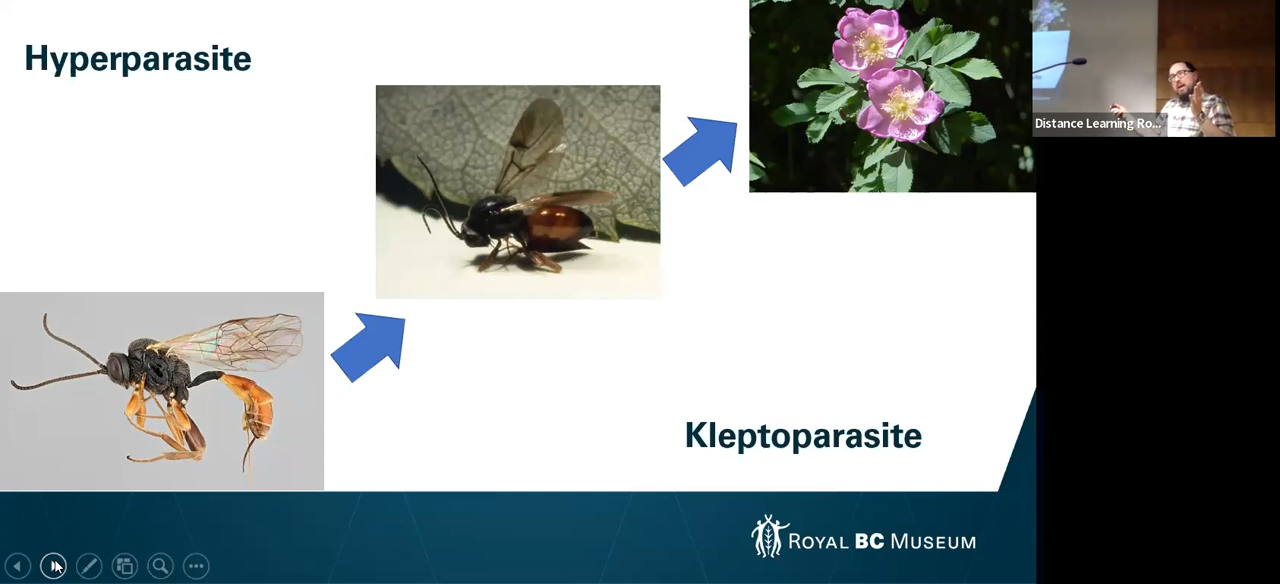 Hyperparasite
Distance Learning Ro...
Kleptoparasite
ROYAL BC MUSEUM